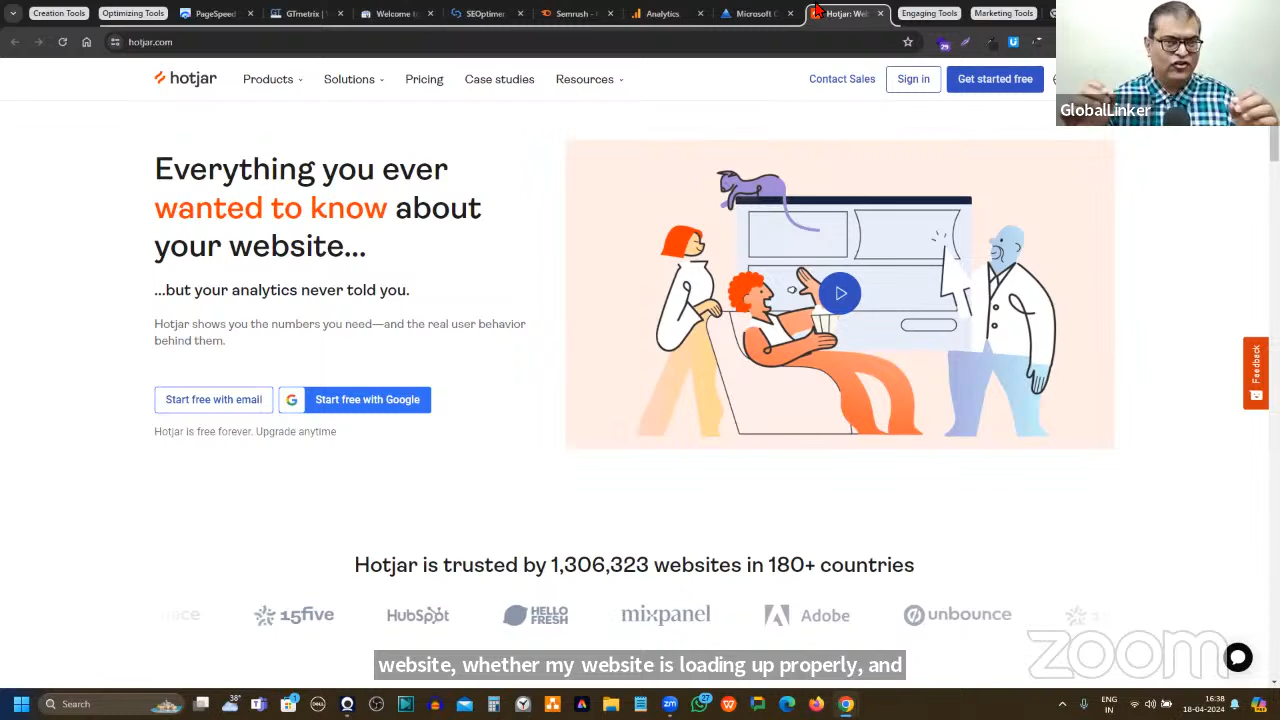 Creation Tools
Optimizing Tools
PageSpeed
GTmetrix
Welcome t
SEOptimer
Semrush -
Analytics
Microsoft C
Hotjar: We
Engaging Tools
Marketing Tools
hotjar.com
hotjar
Products
Solutions
Pricing
Case studies
Resources
Contact Sales
Sign in
Get started free
GlobalLinker
Everything you ever
wanted to know about
your website...
...but your analytics never told you.
Hotjar shows you the numbers you need—and the real user behavior
behind them.
Start free with email
Start free with Google
Hotjar is free forever. Upgrade anytime
Feedback
Hotjar is trusted by 1,306,323 websites in 180+ countries
15five
HubSpot
HELLO
FRESH
mixpanel
Adobe
unbounce
website, whether my website is loading up properly, and
zoom
Search
38°
1
27
ENG
IN
16:38
18-04-2024